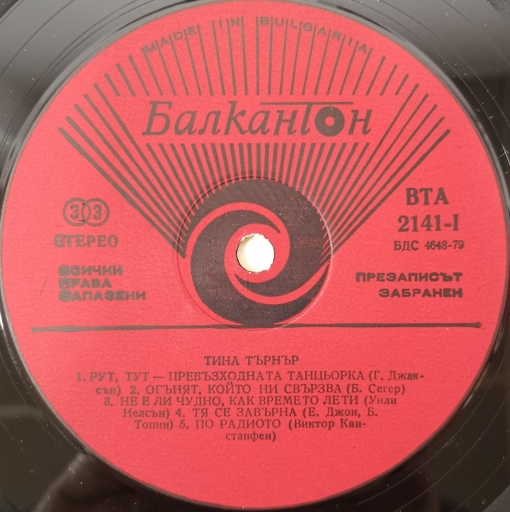 MADE IN BULGARIA
Балкантон
33
СТЕРЕО
ВСИЧКИ
ПРАВА
ЗАПАЗЕНИ
ВТА
2141-I
БДС 4648-79
ПРЕЗАПИСЪТ
ЗАБРАНЕН
ТИНА ТЪРНЪР
1. РУТ, ТУТ — ПРЕВЪЗХОДНАТА ТАНЦЬОРКА (Г. Джак-
сън) 2. ОГЪНЯТ, КОЙТО НИ СВЪРЗВА (Б. Сегер)
3. НЕ Е ЛИ ЧУДНО, КАК ВРЕМЕТО ЛЕТИ (Уили
Нелсън) 4. ТЯ СЕ ЗАВЪРНА (Е. Джон, Б.
Топин) 5. ПО РАДИОТО (Виктор Кан-
станфен)